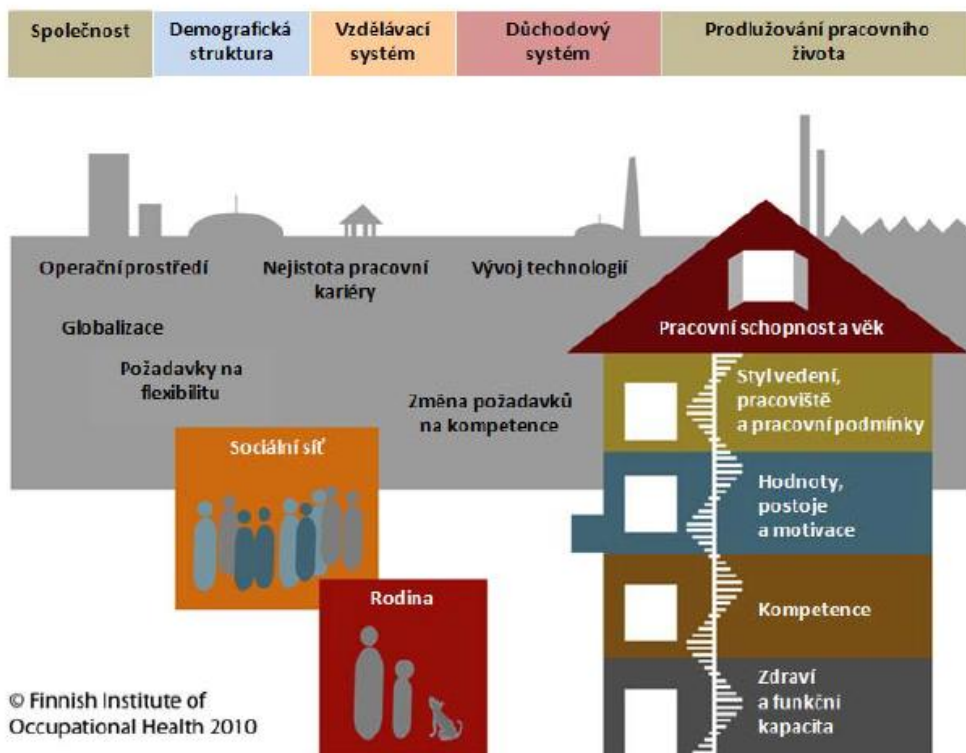 Společnost
Demografická
struktura
Vzdělávací
systém
Důchodový
systém
Prodlužování pracovního
života
Operační prostředí
Nejistota pracovní
kariéry
Vývoj technologií
Globalizace
Požadavky na
flexibilitu
Změna požadavků
na kompetence
Sociální síť
Rodina
Pracovní schopnost a věk
Styl vedení,
pracoviště
a pracovní podmínky
Hodnoty,
postoje
a motivace
Kompetence
Zdraví
a funkční
kapacita
© Finnish Institute of
Occupational Health 2010